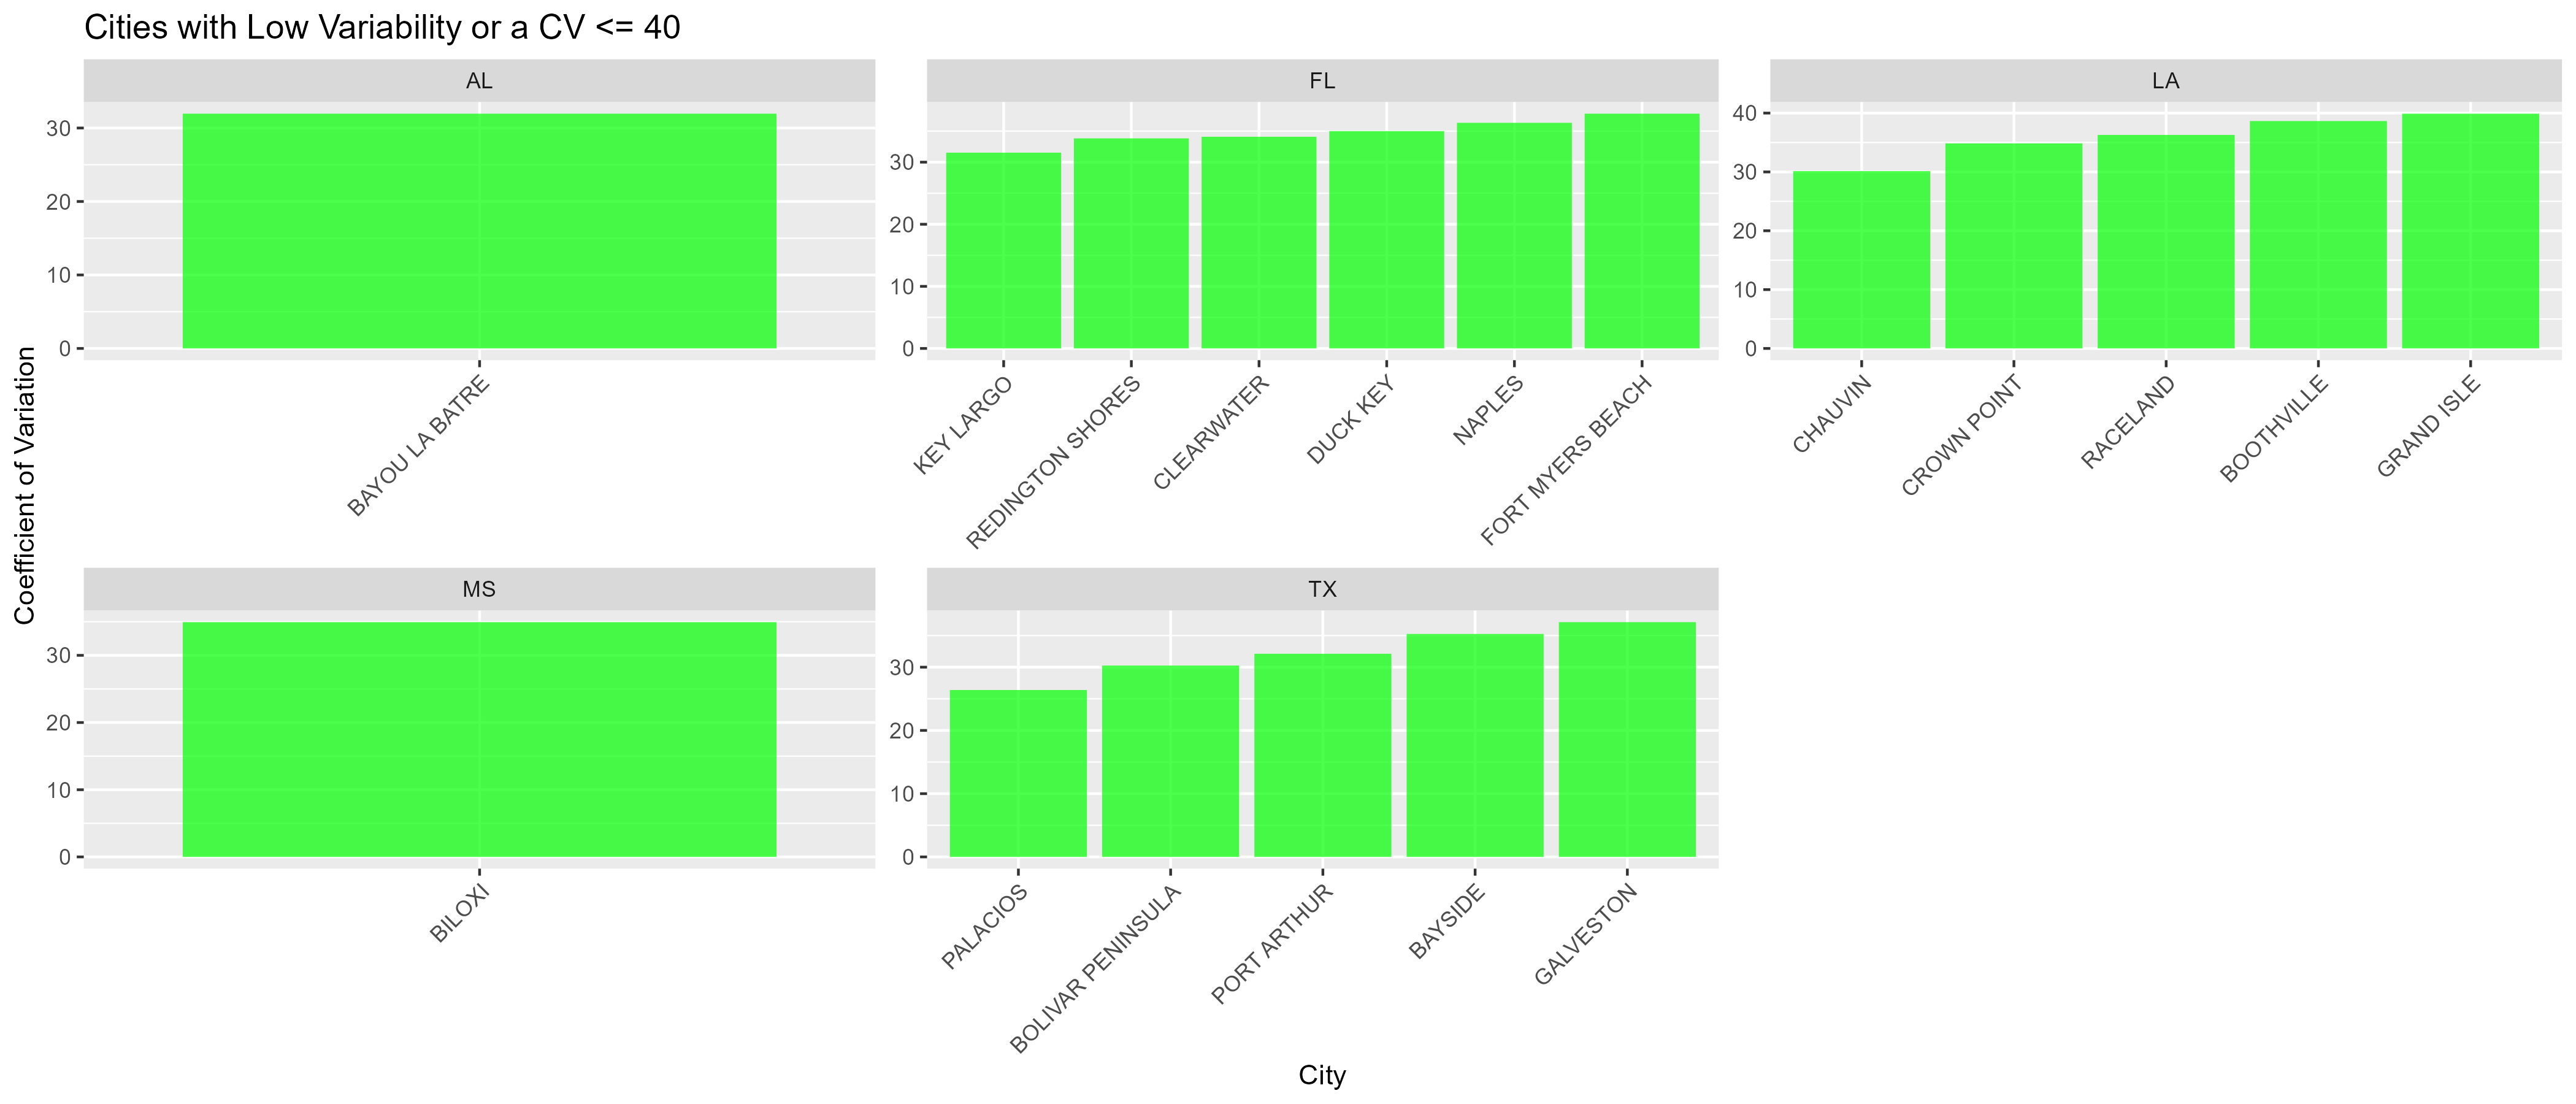 Cities with Low Variability or a CV <= 40
Coefficient of Variation
AL
30
20
10
0
BAYOU LA BATRE
FL
30
20
10
0
KEY LARGO
REDINGTON SHORES
CLEARWATER
DUCK KEY
NAPLES
FORT MYERS BEACH
LA
40
30
20
10
0
CHAUVIN
CROWN POINT
RACELAND
BOOTHVILLE
GRAND ISLE
MS
30
20
10
0
BILOXI
TX
30
20
10
0
PALACIOS
BOLIVAR PENINSULA
PORT ARTHUR
BAYSIDE
GALVESTON
City